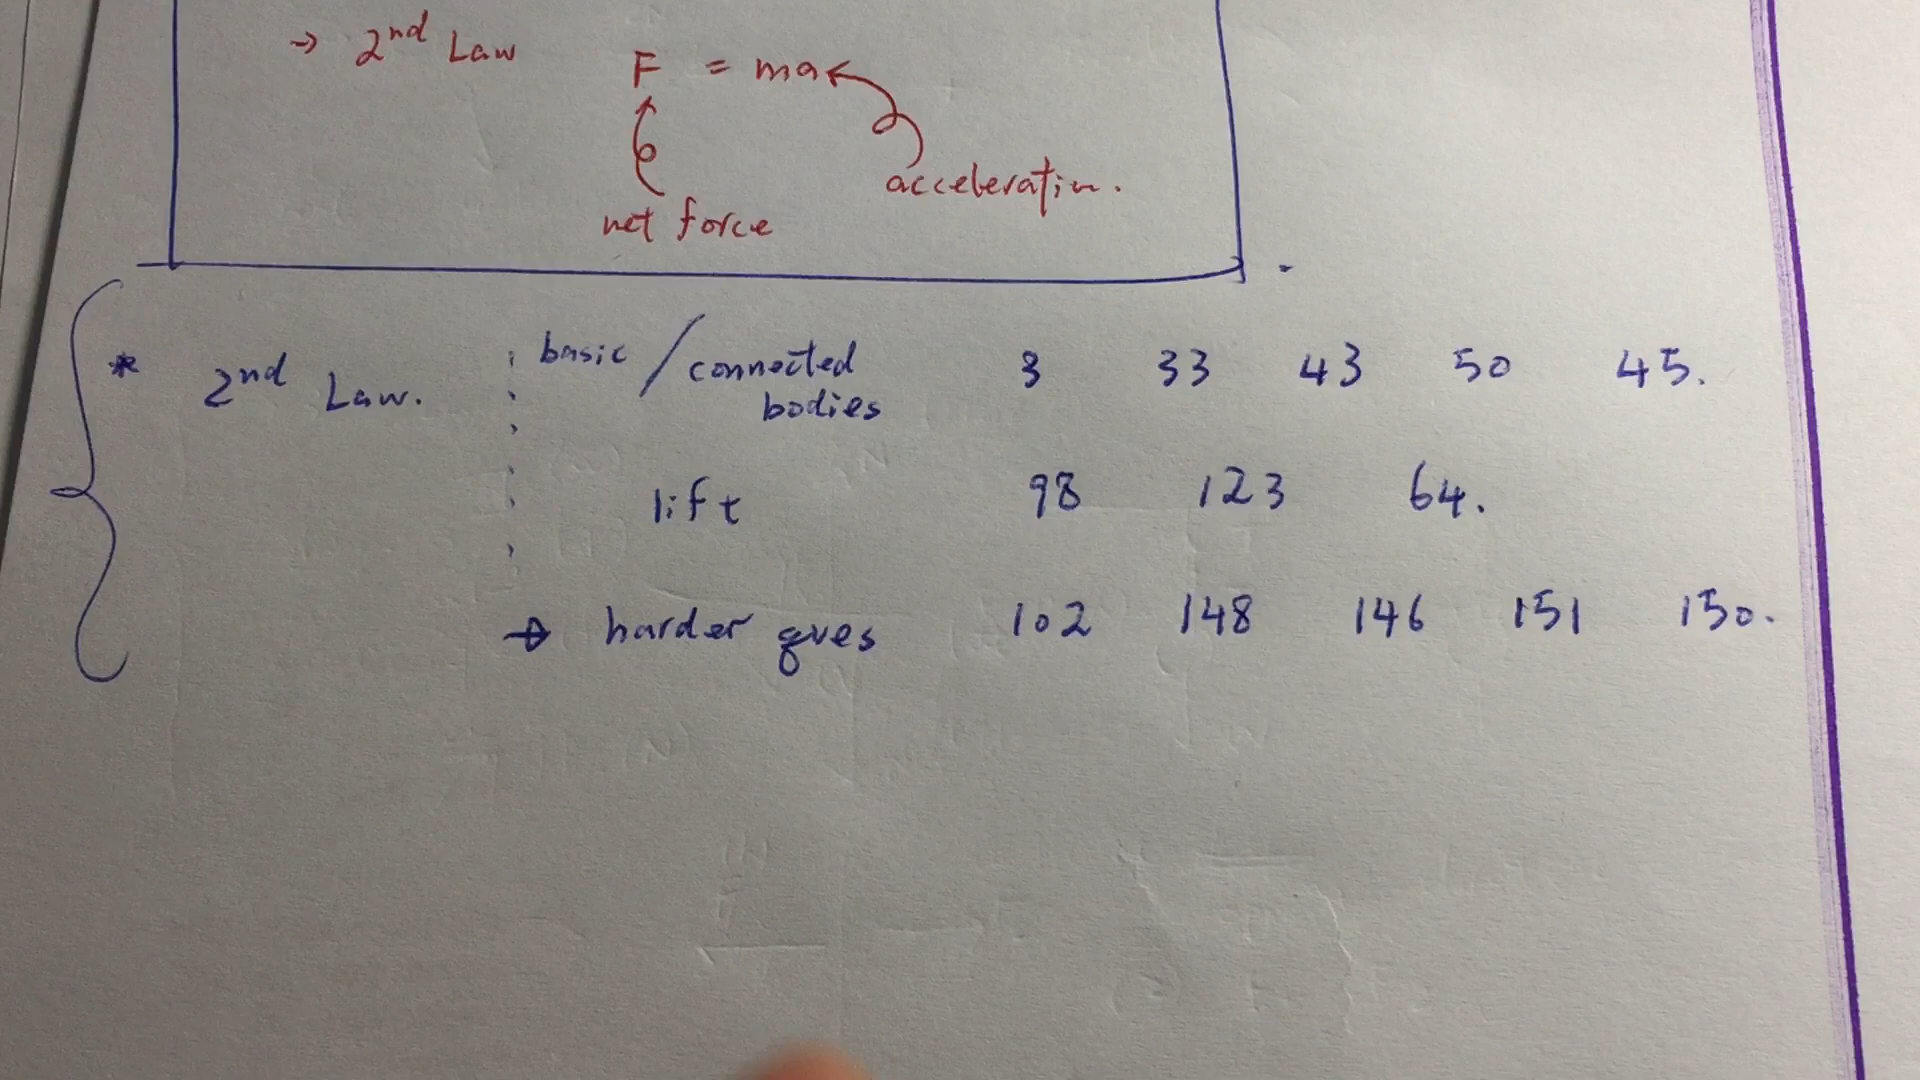 → 2nd Law F = ma
acceleration.
net force
* 2nd Law. basic / connected bodies 3 33 43 50 45.
lift 98 123 64.
→ harder ques 102 148 146 151 150.